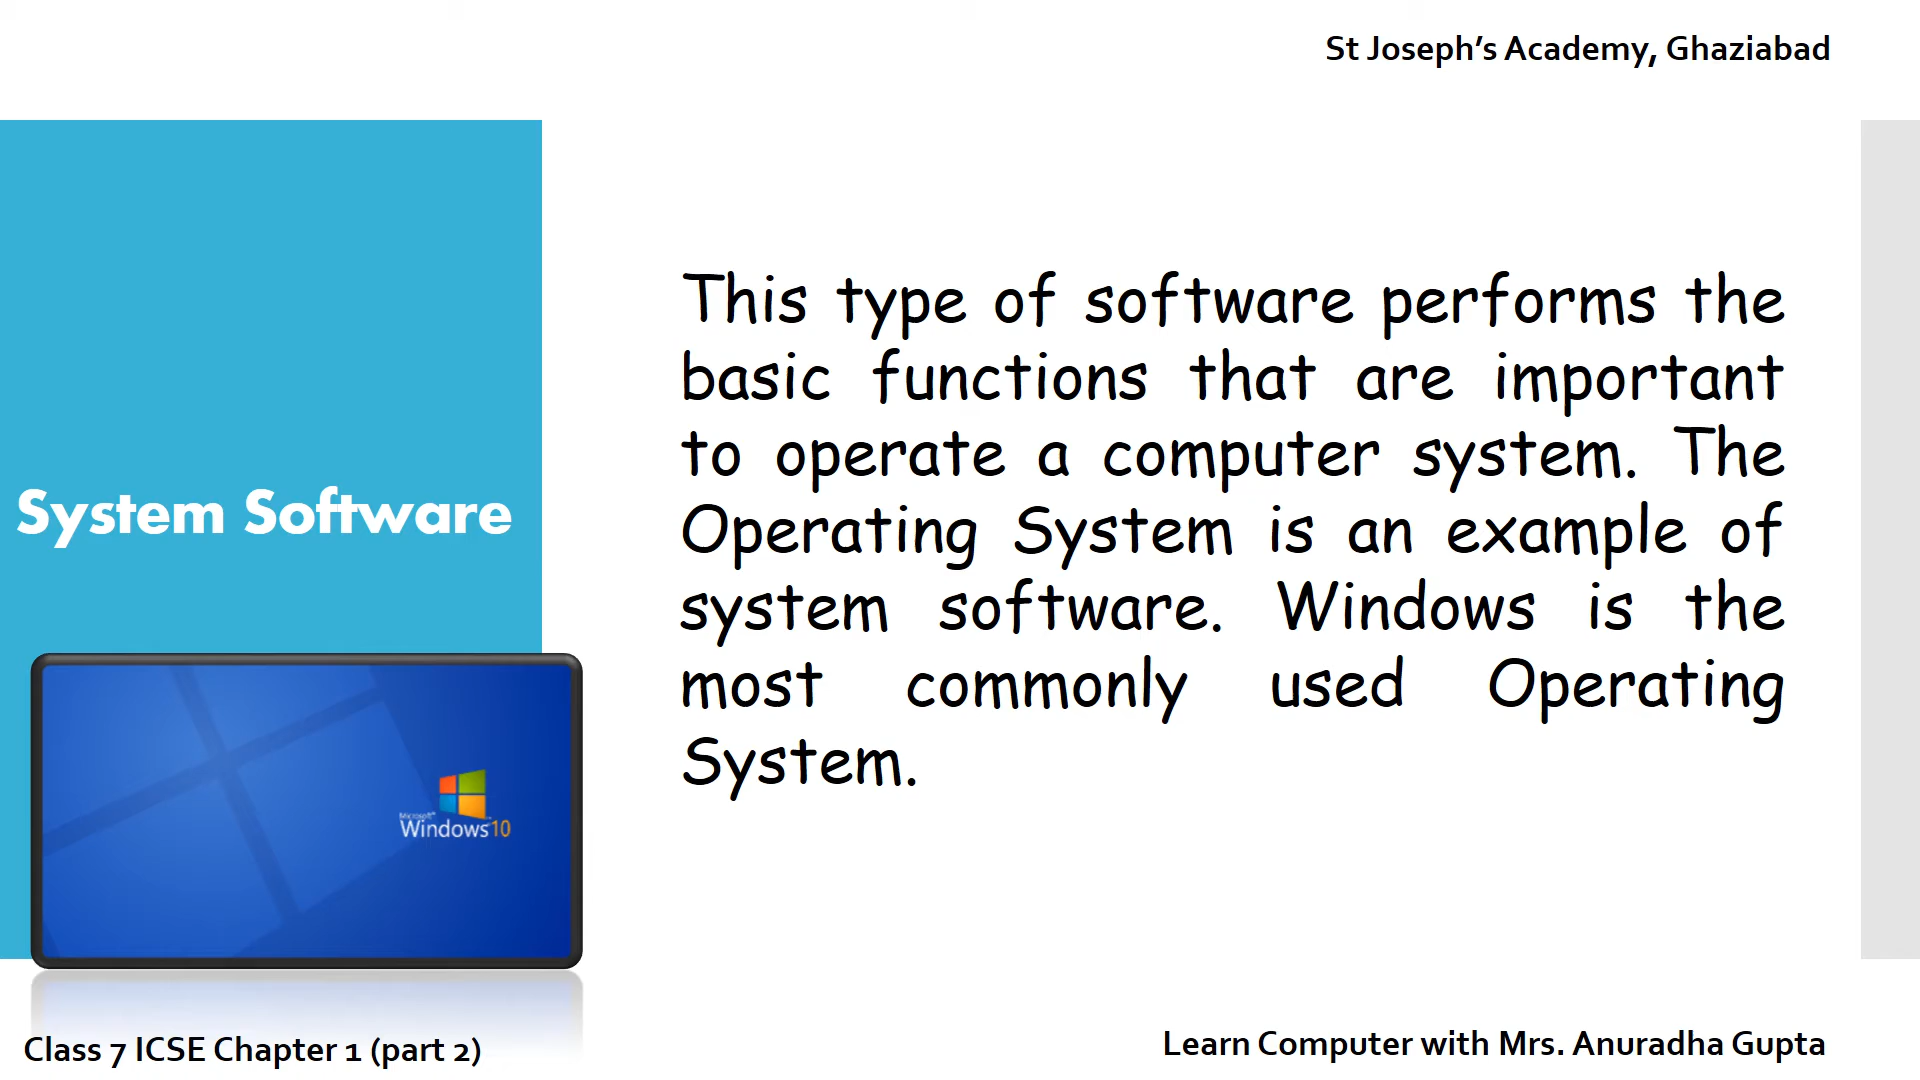 St Joseph’s Academy, Ghaziabad
System Software
This type of software performs the
basic functions that are important
to operate a computer system. The
Operating System is an example of
system software. Windows is the
most commonly used Operating
System.
Microsoft
Windows10
Class 7 ICSE Chapter 1 (part 2)
Learn Computer with Mrs. Anuradha Gupta